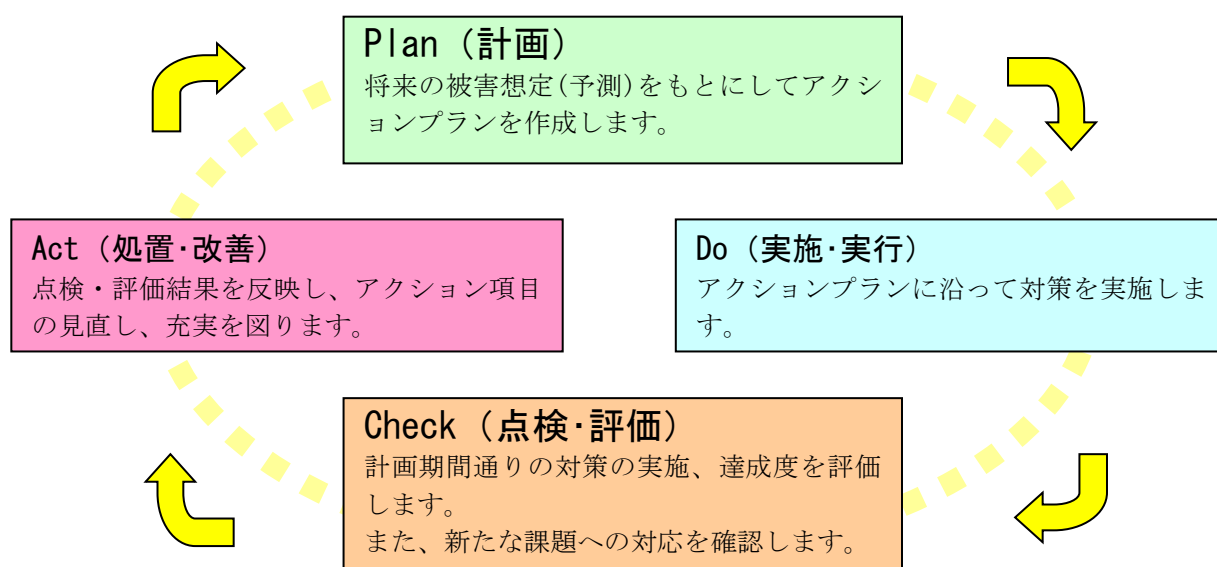 Plan (計画)
将来の被害想定(予測)をもとにしてアクシ
ョンプランを作成します。
Act (処置･改善)
点検・評価結果を反映し、アクション項目
の見直し、充実を図ります。
Do (実施･実行)
アクションプランに沿って対策を実施しま
す。
Check (点検･評価)
計画期間通りの対策の実施、達成度を評価
します。
また、新たな課題への対応を確認します。